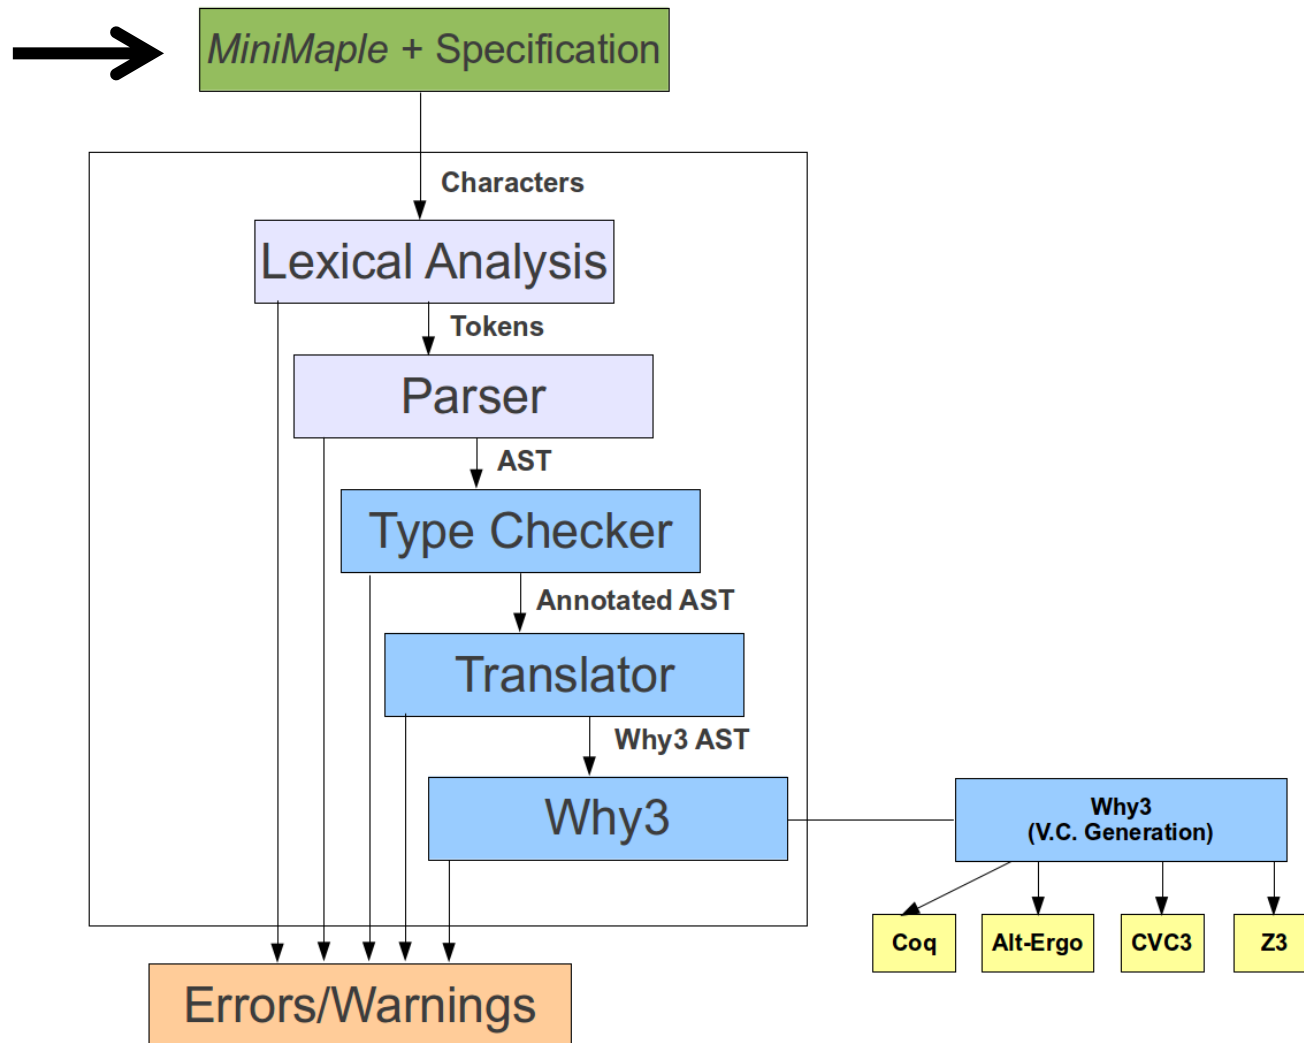 MiniMaple + Specification
Characters
Lexical Analysis
Tokens
Parser
AST
Type Checker
Annotated AST
Translator
Why3 AST
Why3
Why3
(V.C. Generation)
Coq
Alt-Ergo
CVC3
Z3
Errors/Warnings